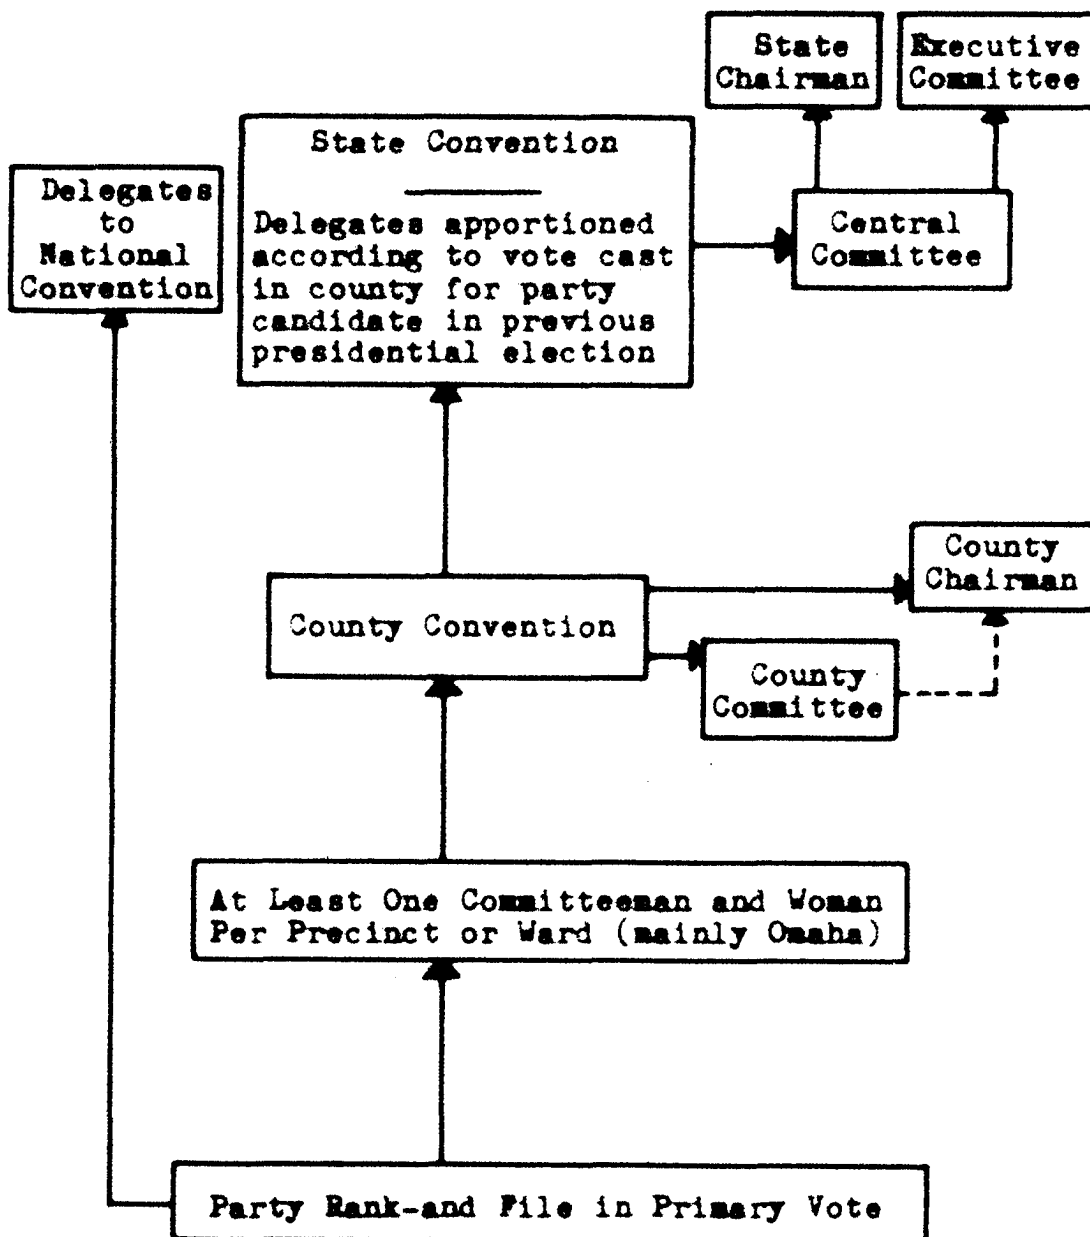 State
Chairman
Executive
Committee
State Convention
Delegates apportioned
according to vote cast
in county for party
candidate in previous
presidential election
Delegates
to
National
Convention
Central
Committee
County
Chairman
County Convention
County
Committee
At Least One Committeeman and Woman
Per Precinct or Ward (mainly Omaha)
Party Rank-and File in Primary Vote